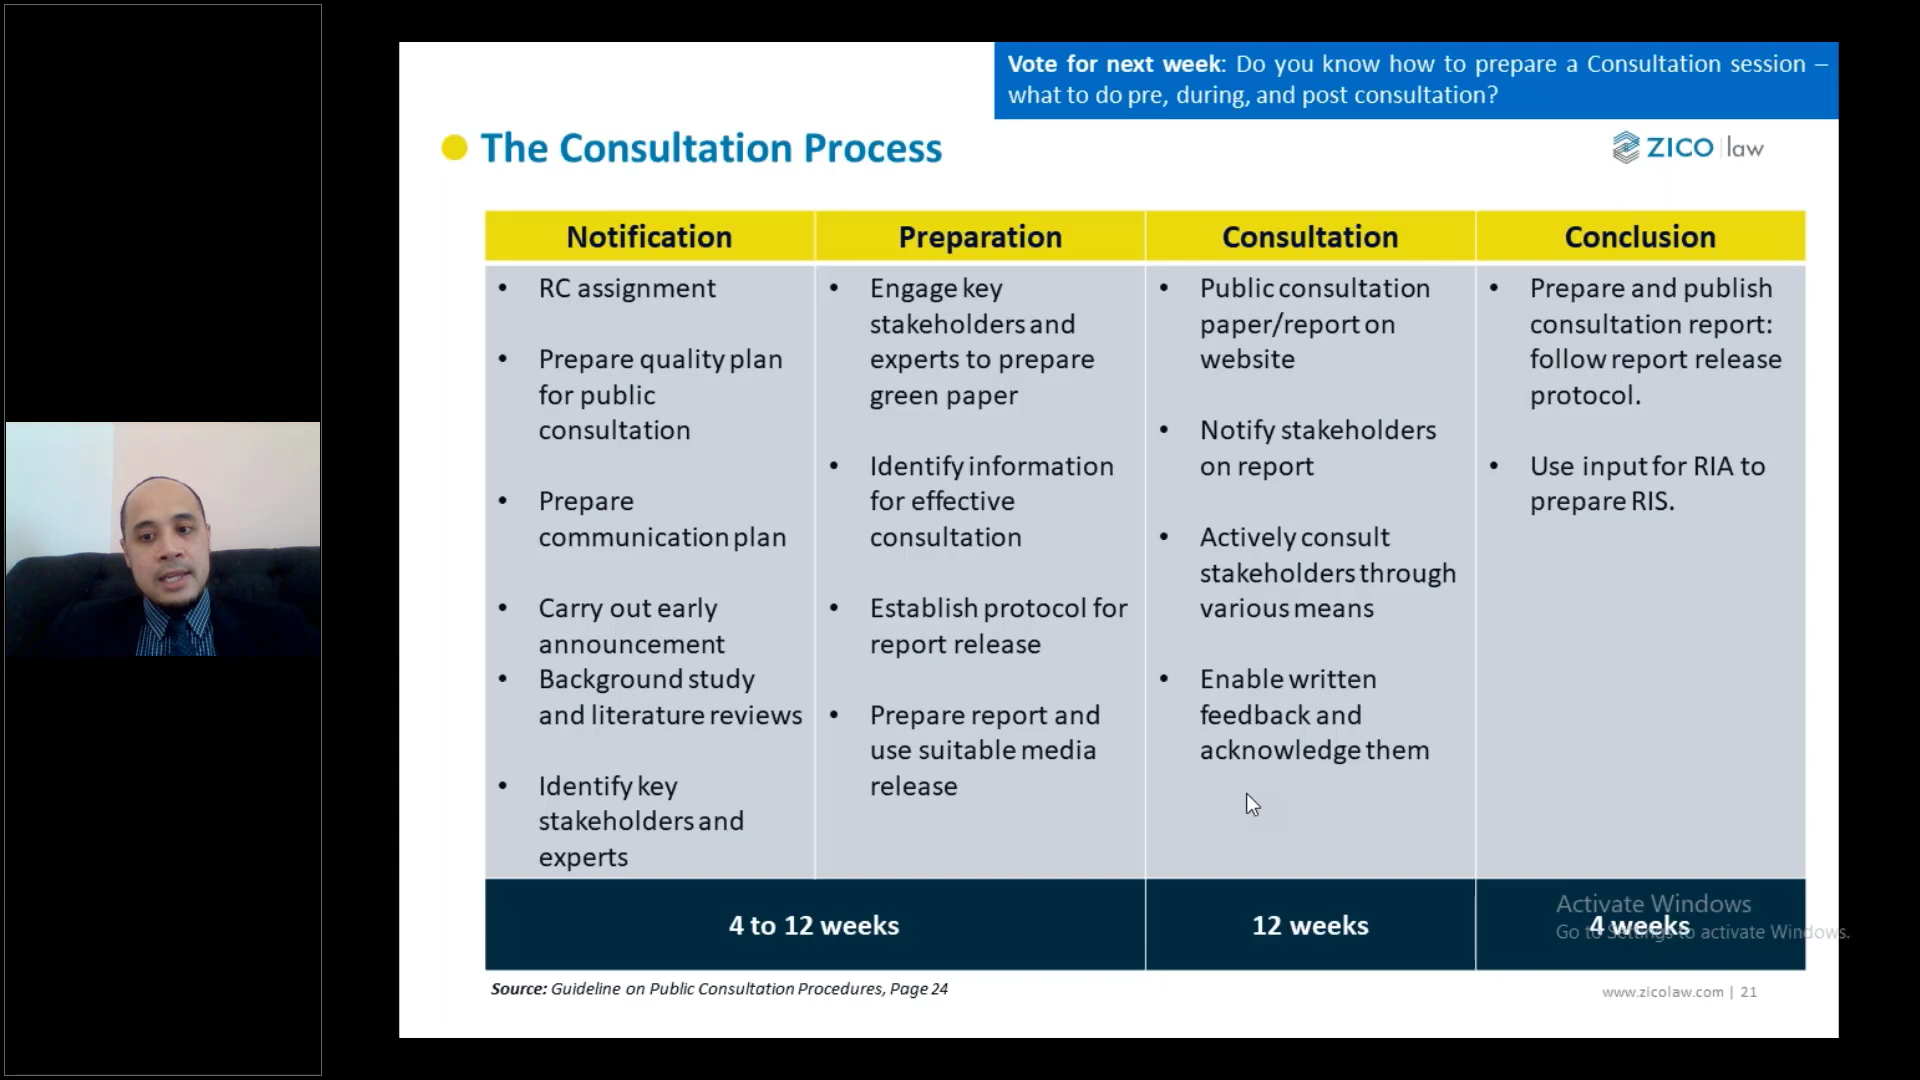 Vote for next week: Do you know how to prepare a Consultation session –
what to do pre, during, and post consultation?
The Consultation Process
ZICO law
Notification
Preparation
Consultation
Conclusion
• RC assignment
• Prepare quality plan
for public
consultation
• Prepare
communication plan
• Carry out early
announcement
• Background study
and literature reviews
• Identify key
stakeholders and
experts
• Engage key
stakeholders and
experts to prepare
green paper
• Identify information
for effective
consultation
• Establish protocol for
report release
• Prepare report and
use suitable media
release
• Public consultation
paper/report on
website
• Notify stakeholders
on report
• Actively consult
stakeholders through
various means
• Enable written
feedback and
acknowledge them
• Prepare and publish
consultation report:
follow report release
protocol.
• Use input for RIA to
prepare RIS.
4 to 12 weeks
12 weeks
4 weeks
Activate Windows
Go to Settings to activate Windows.
Source: Guideline on Public Consultation Procedures, Page 24
www.zicolaw.com | 21